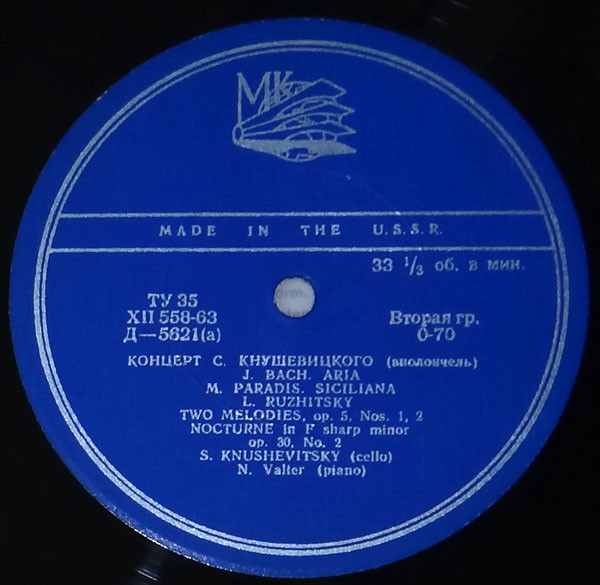 МК
MADE IN THE U.S.S.R.
33 1/3 об. в мин.
ТУ 35
XII 558-63
Д—5621(а)
Вторая гр.
0-70
КОНЦЕРТ С. КНУШЕВИЦКОГО (виолончель)
J. BACH. ARIA
M. PARADIS. SICILIANA
L. RUZHITSKY
TWO MELODIES, op. 5, Nos. 1, 2
NOCTURNE in F sharp minor
op. 30, No. 2
S. KNUSHEVITSKY (cello)
N. Valter (piano)